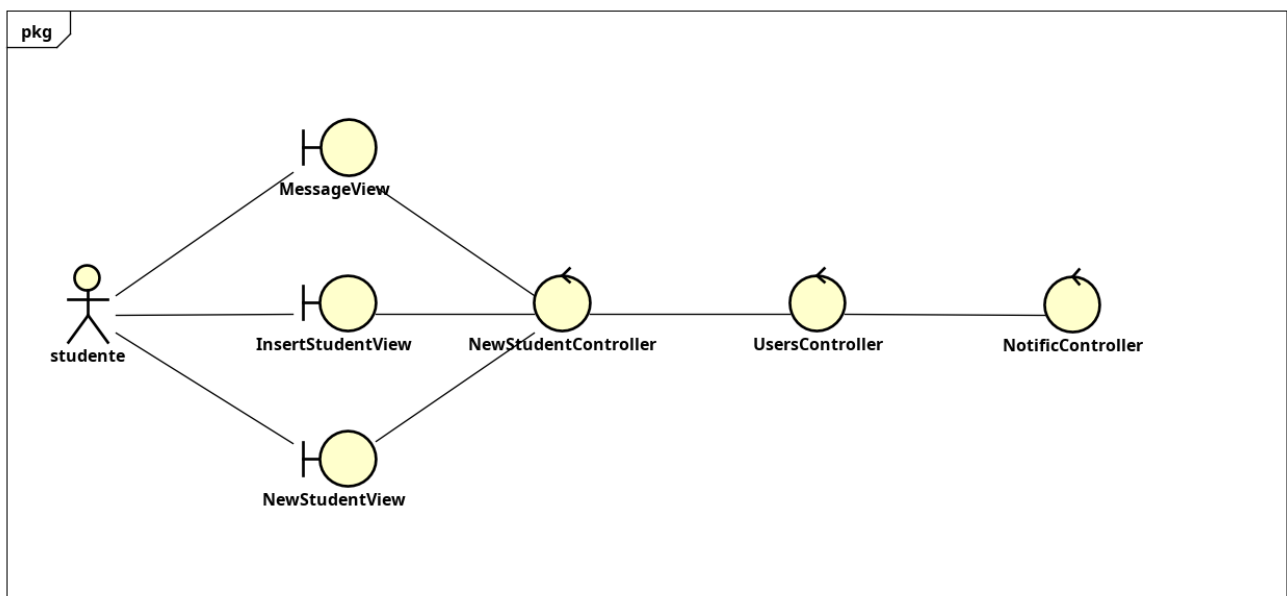 pkg
MessageView
studente
InsertStudentView
NewStudentController
UsersController
NotificController
NewStudentView